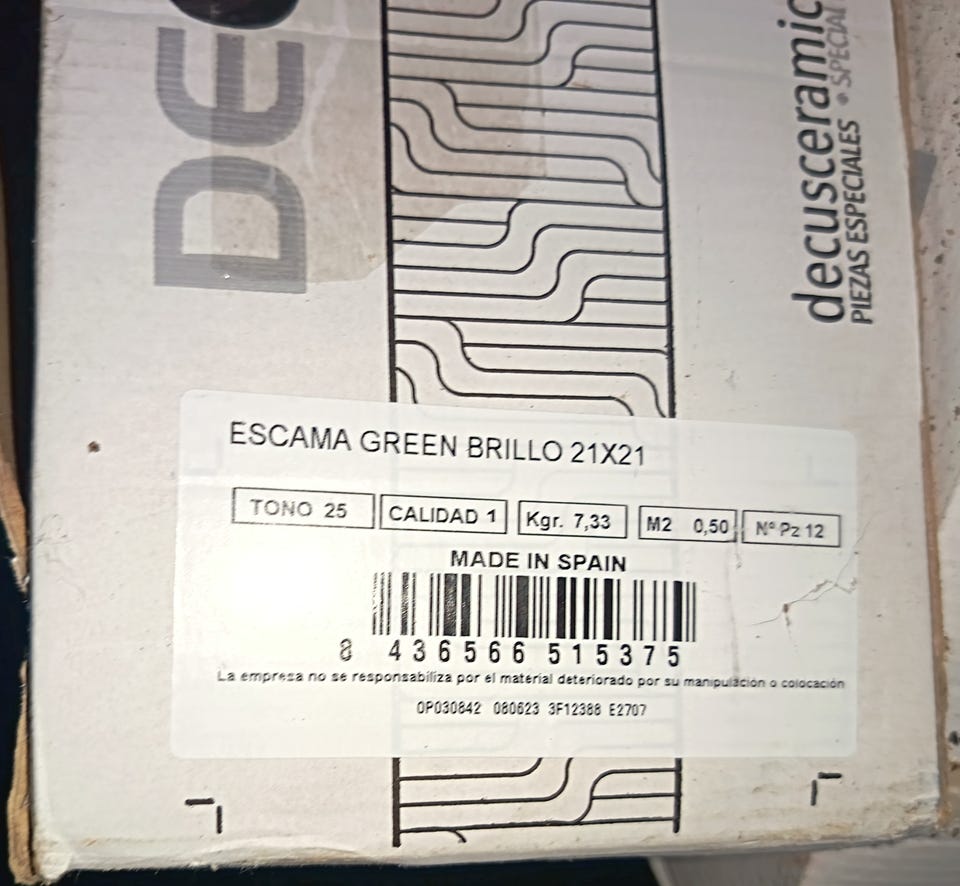 DEC
decusceramic
PIEZAS ESPECIALES • SPECIAL
ESCAMA GREEN BRILLO 21X21
TONO 25 CALIDAD 1 Kgr. 7,33 M2 0,50 Nº Pz 12
MADE IN SPAIN
8 436566 515375
La empresa no se responsabiliza por el material deteriorado por su manipulación o colocación
0P030842 080623 3F12388 E2707